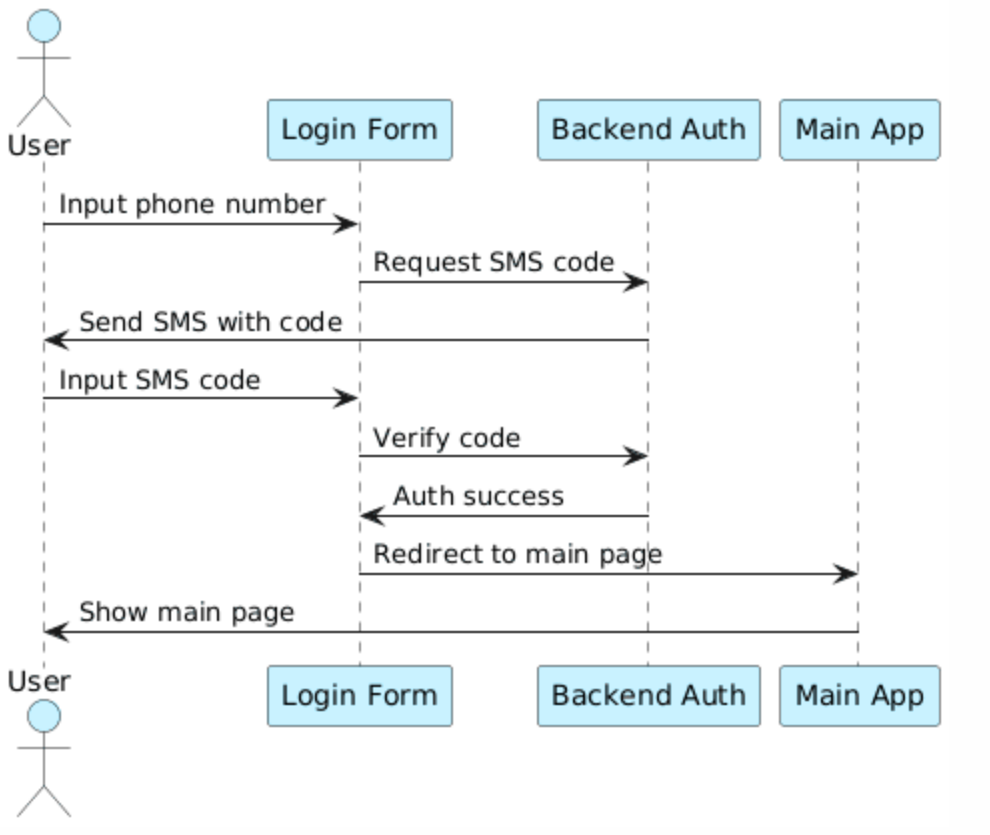 User
Login Form
Backend Auth
Main App
Input phone number
Request SMS code
Send SMS with code
Input SMS code
Verify code
Auth success
Redirect to main page
Show main page
User
Login Form
Backend Auth
Main App